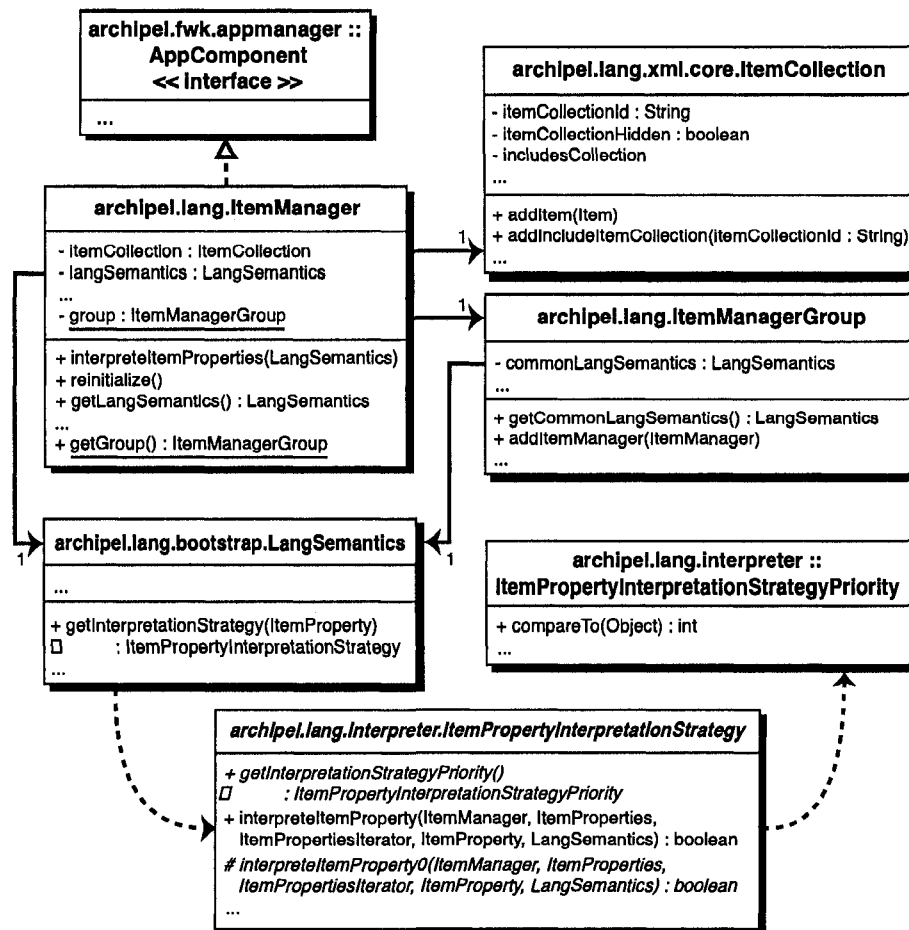 archipel.fwk.appmanager ::
AppComponent
<< interface >>
...
archipel.lang.xml.core.ItemCollection
- itemCollectionId : String
- itemCollectionHidden : boolean
- includesCollection
...
+ addItem(Item)
+ addIncludeItemCollection(itemCollectionId : String)
...
archipel.lang.ItemManager
- itemCollection : ItemCollection
- langSemantics : LangSemantics
...
- group : ItemManagerGroup
+ interpreteItemProperties(LangSemantics)
+ reinitialize()
+ getLangSemantics() : LangSemantics
...
+ getGroup() : ItemManagerGroup
1
1
archipel.lang.ItemManagerGroup
- commonLangSemantics : LangSemantics
...
+ getCommonLangSemantics() : LangSemantics
+ addItemManager(ItemManager)
...
1
1
archipel.lang.bootstrap.LangSemantics
...
+ getInterpretationStrategy(ItemProperty)
: ItemPropertyInterpretationStrategy
...
archipel.lang.interpreter ::
ItemPropertyInterpretationStrategyPriority
+ compareTo(Object) : int
...
archipel.lang.interpreter.ItemPropertyInterpretationStrategy
+ getInterpretationStrategyPriority()
: ItemPropertyInterpretationStrategyPriority
+ interpreteItemProperty(ItemManager, ItemProperties,
ItemPropertiesIterator, ItemProperty, LangSemantics) : boolean
# interpreteItemProperty0(ItemManager, ItemProperties,
ItemPropertiesIterator, ItemProperty, LangSemantics) : boolean
...